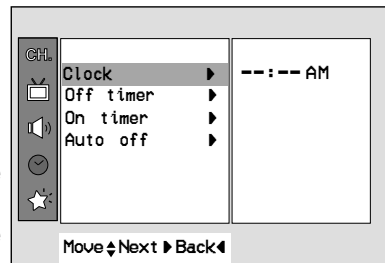 CH.
Clock ▶ --:-- AM
Off timer ▶
On timer ▶
Auto off ▶
Move ▲▼ Next ▶ Back ◀